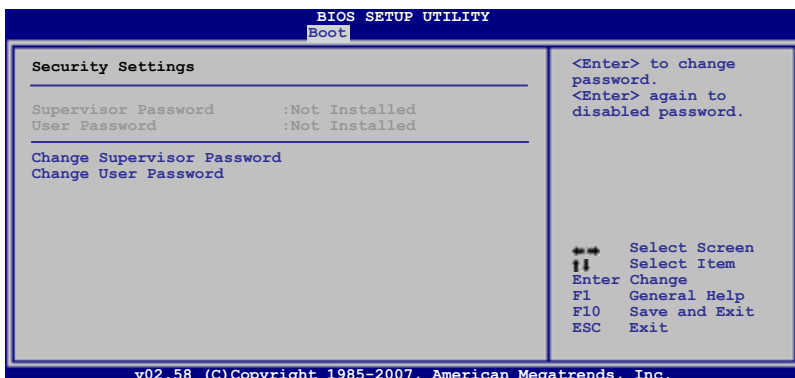 BIOS SETUP UTILITY
Boot
Security Settings
Supervisor Password :Not Installed
User Password :Not Installed
Change Supervisor Password
Change User Password
<Enter> to change
password.
<Enter> again to
disabled password.
Select Screen
Select Item
Enter Change
F1 General Help
F10 Save and Exit
ESC Exit
v02.58 (C)Copyright 1985-2007, American Megatrends, Inc.